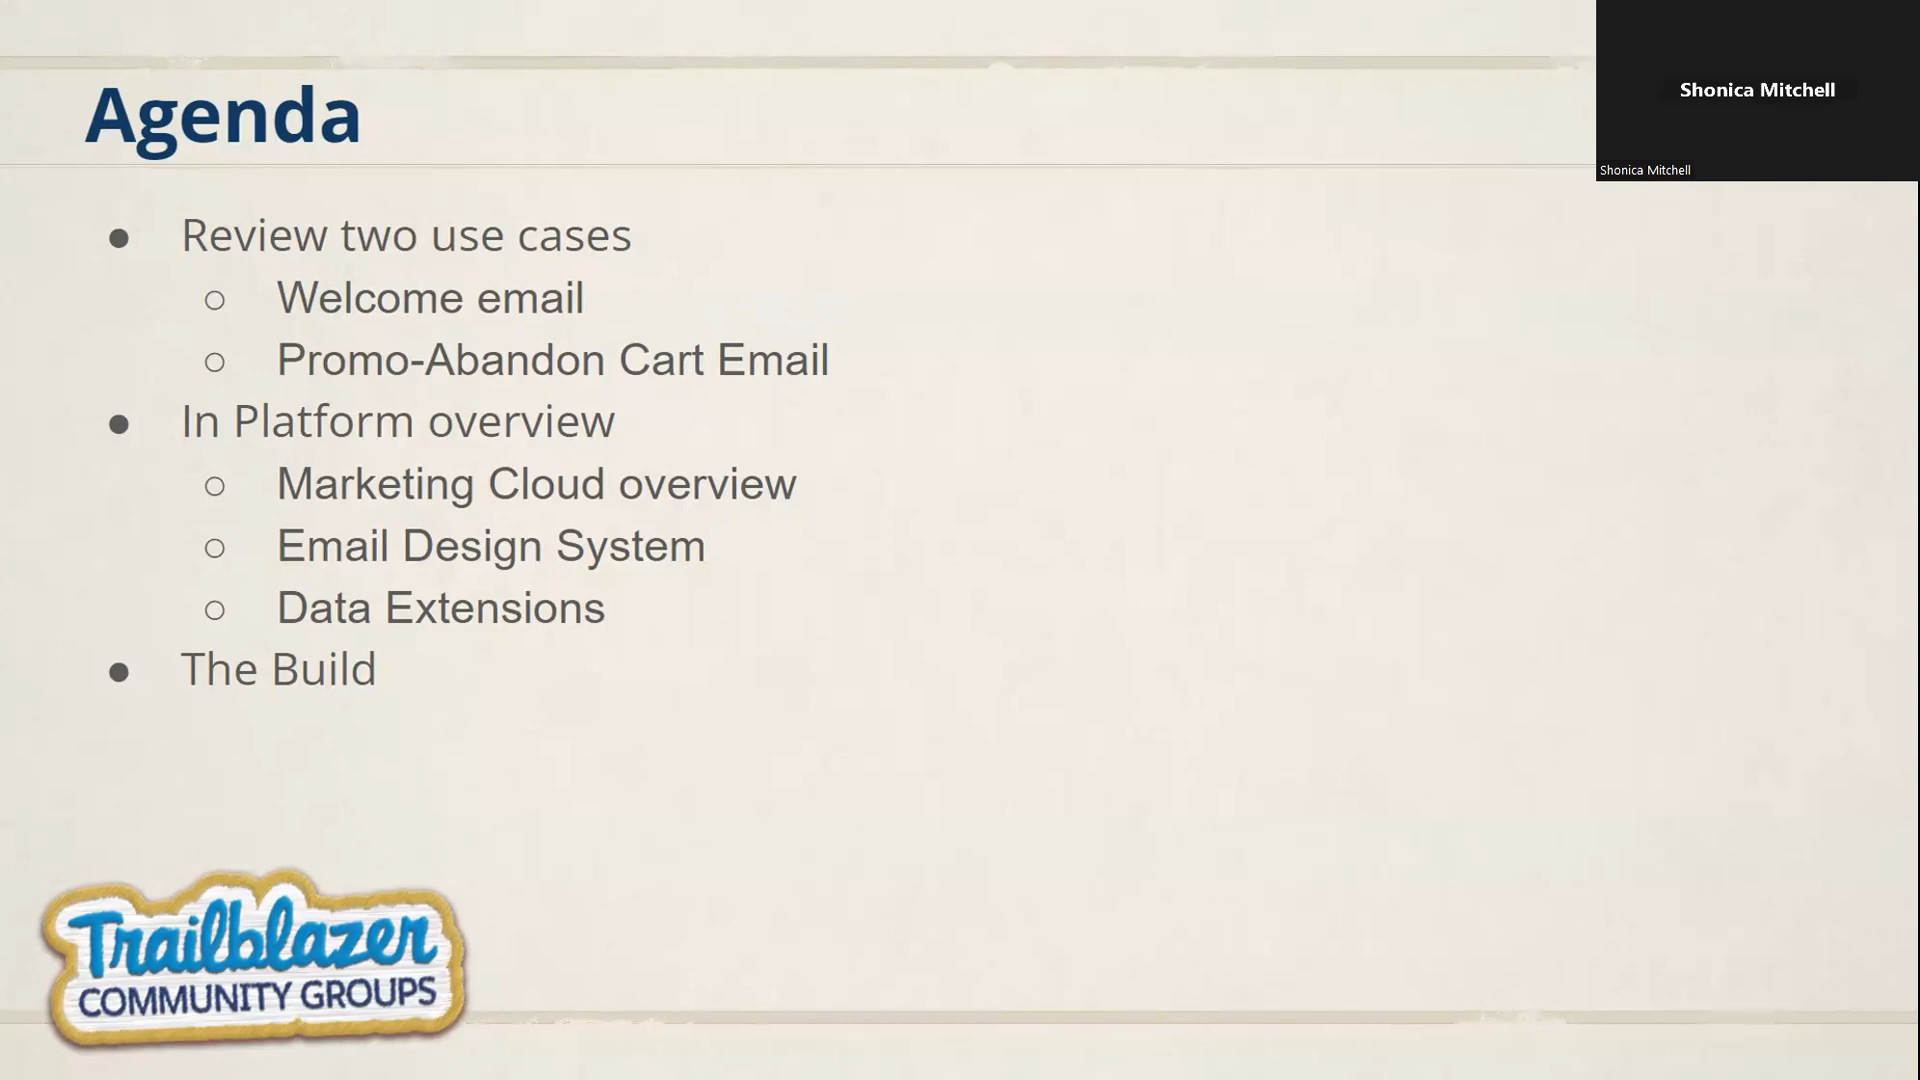 Agenda
Shonica Mitchell
Shonica Mitchell
● Review two use cases
○ Welcome email
○ Promo-Abandon Cart Email
● In Platform overview
○ Marketing Cloud overview
○ Email Design System
○ Data Extensions
● The Build
Trailblazer
COMMUNITY GROUPS